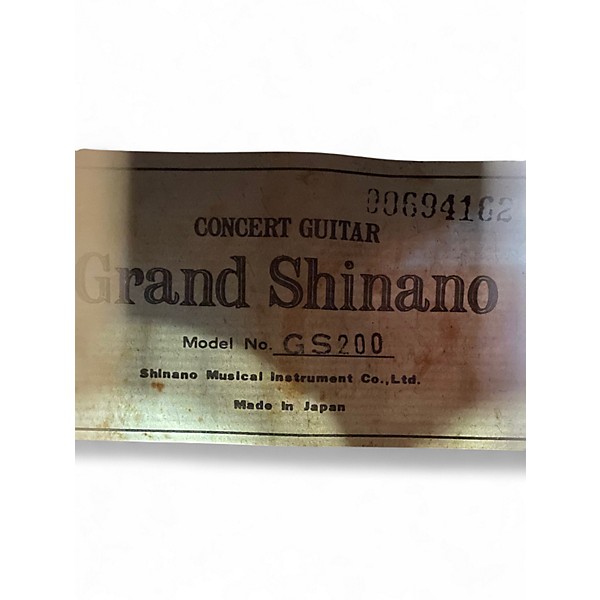 00694162
CONCERT GUITAR
Grand Shinano
Model No. GS200
Shinano Musical Instrument Co.,Ltd.
Made In Japan